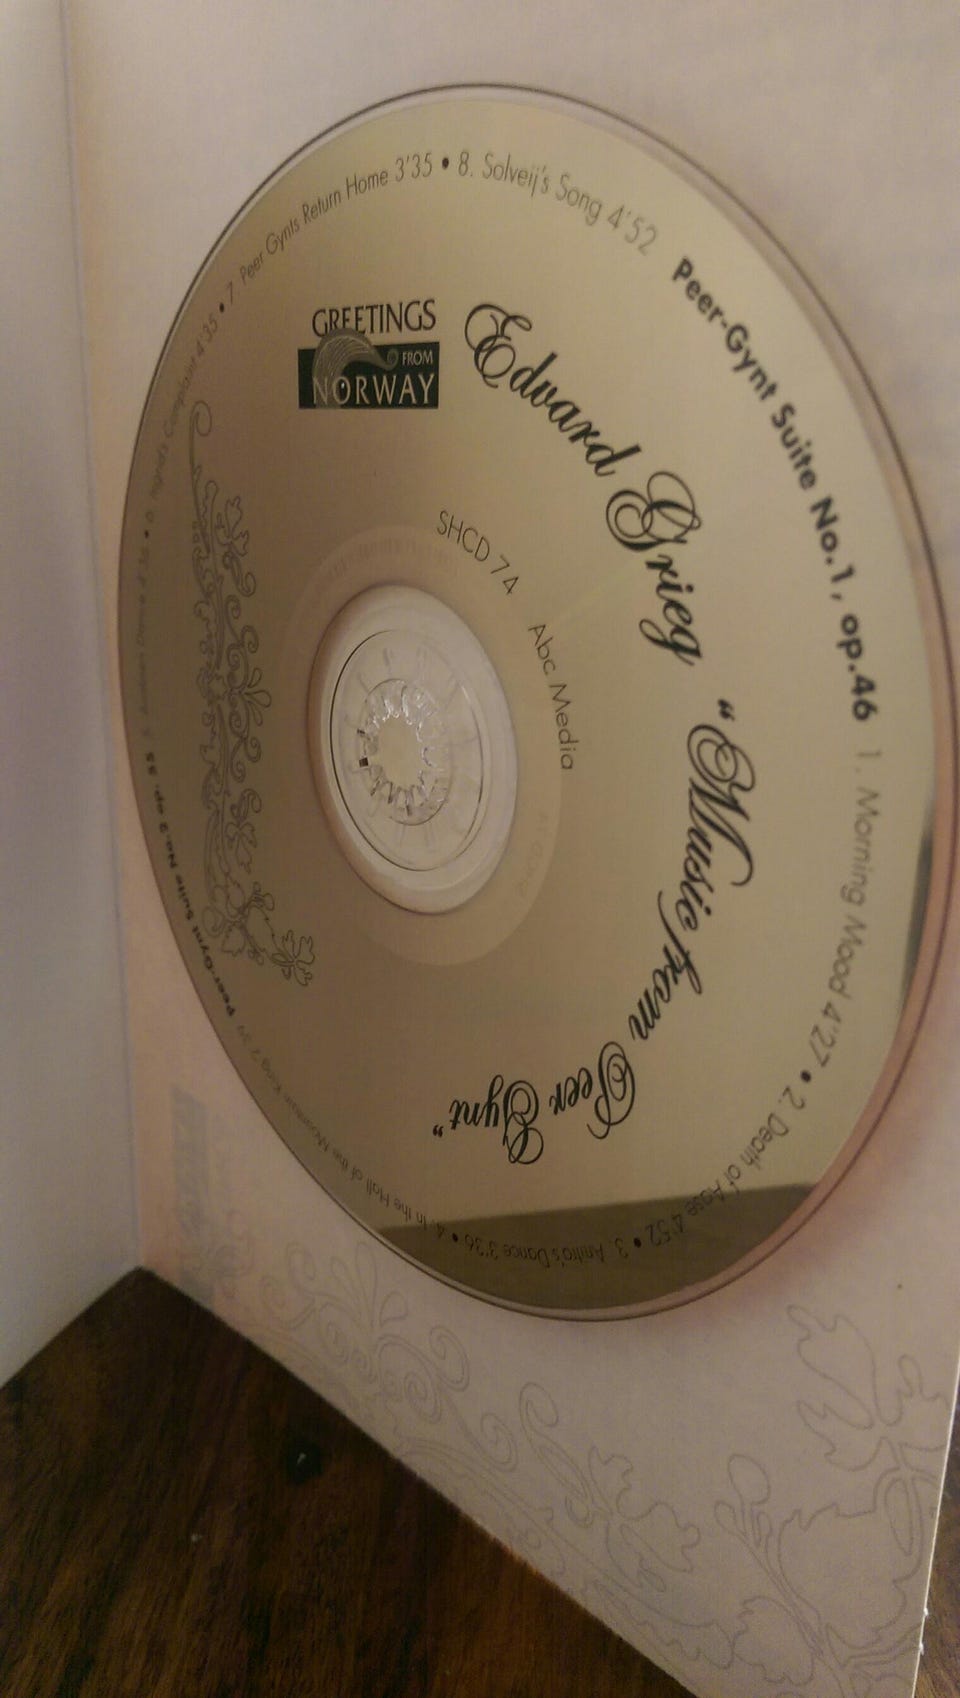 GREETINGS
FROM
NORWAY
Edvard Grieg "Music from Peer Gynt"
SHCD 74 Abc Media
Peer-Gynt Suite No.1, op.46 1. Morning Mood 4'27 • 2. Death of Aase 4'52 • 3. Anitra's Dance 3'36 • 4. In the Hall of the Mountain King
Peer-Gynt Suite No.2 op. 55
Complaint 4'35 • 7. Peer Gynts Return Home 3'35 • 8. Solveij's Song 4'52